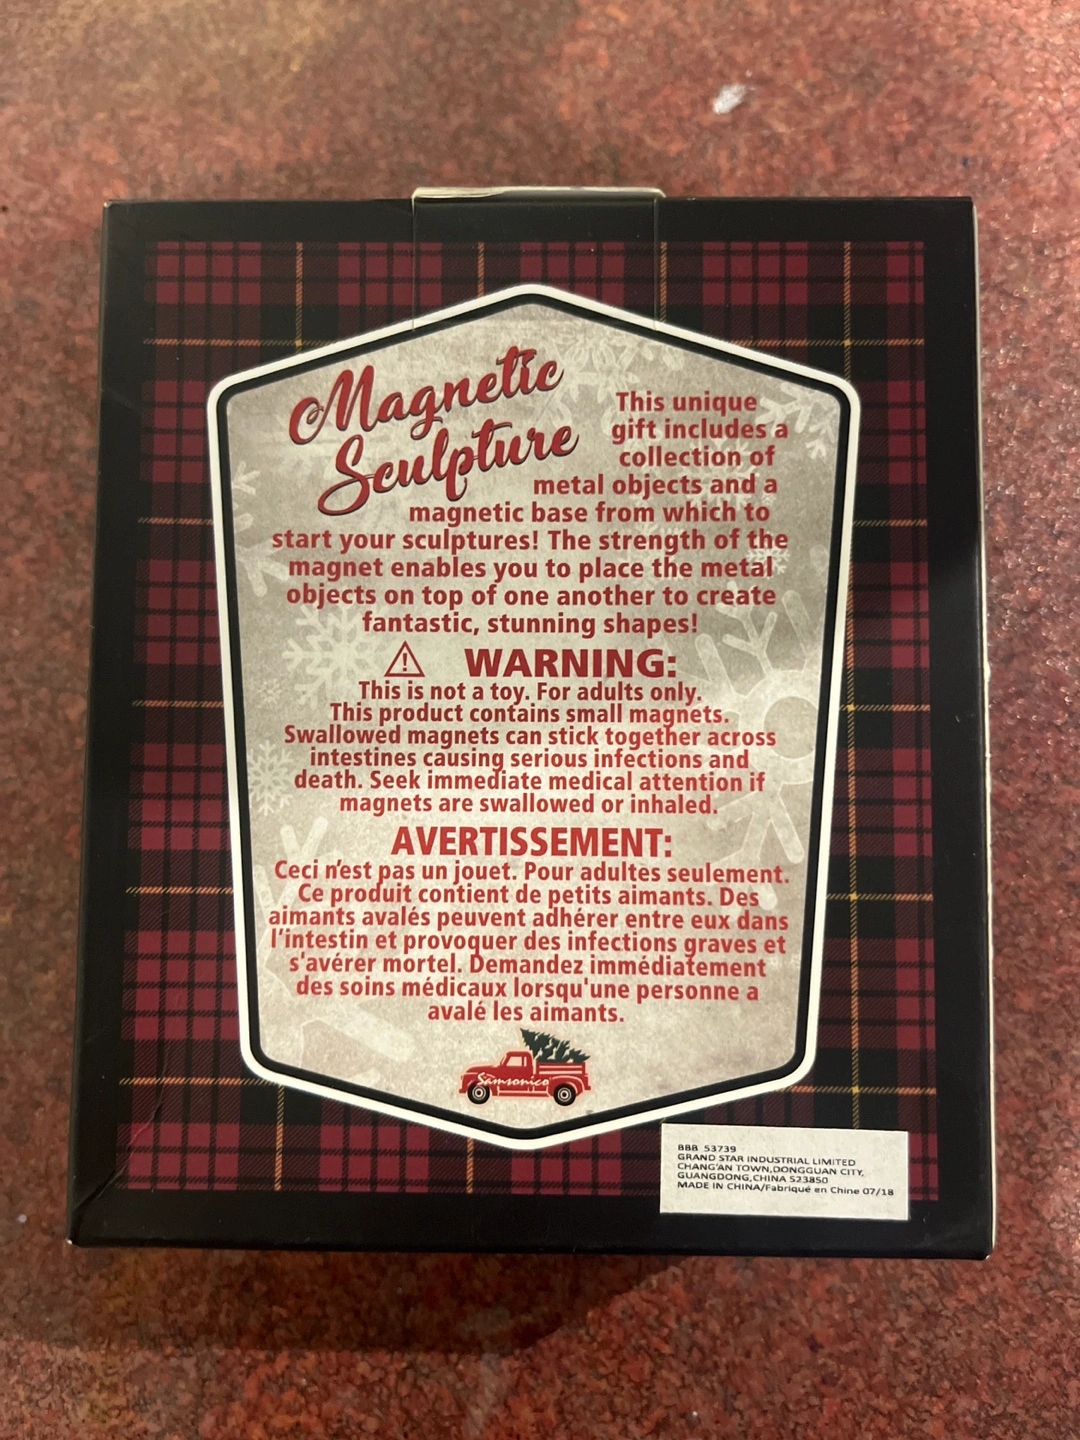 Magnetic
Sculpture
This unique
gift includes a
collection of
metal objects and a
magnetic base from which to
start your sculptures! The strength of the
magnet enables you to place the metal
objects on top of one another to create
fantastic, stunning shapes!
WARNING:
This is not a toy. For adults only.
This product contains small magnets.
Swallowed magnets can stick together across
intestines causing serious infections and
death. Seek immediate medical attention if
magnets are swallowed or inhaled.
AVERTISSEMENT:
Ceci n'est pas un jouet. Pour adultes seulement.
Ce produit contient de petits aimants. Des
aimants avalés peuvent adhérer entre eux dans
l'intestin et provoquer des infections graves et
s'avérer mortel. Demandez immédiatement
des soins médicaux lorsqu'une personne a
avalé les aimants.
Samsonico
BBB 53739
GRAND STAR INDUSTRIAL LIMITED
CHANG'AN TOWN,DONGGUAN CITY,
GUANGDONG,CHINA 523850
MADE IN CHINA/Fabriqué en Chine 07/18